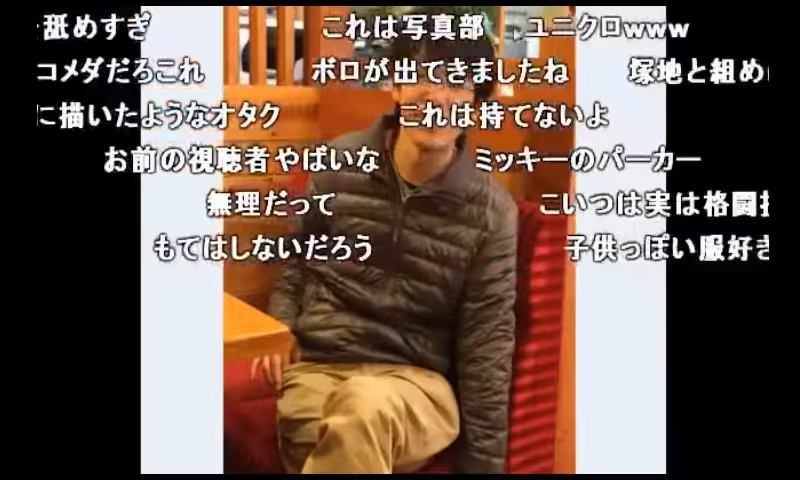 舐めすぎ これは写真部 ユニクロwww
コメダだろこれ ボロが出てきましたね 塚地と組め
に描いたようなオタク これは持てないよ
お前の視聴者やばいな ミッキーのパーカー
無理だって こいつは実は格闘
もてはしないだろう 子供っぽい服好き